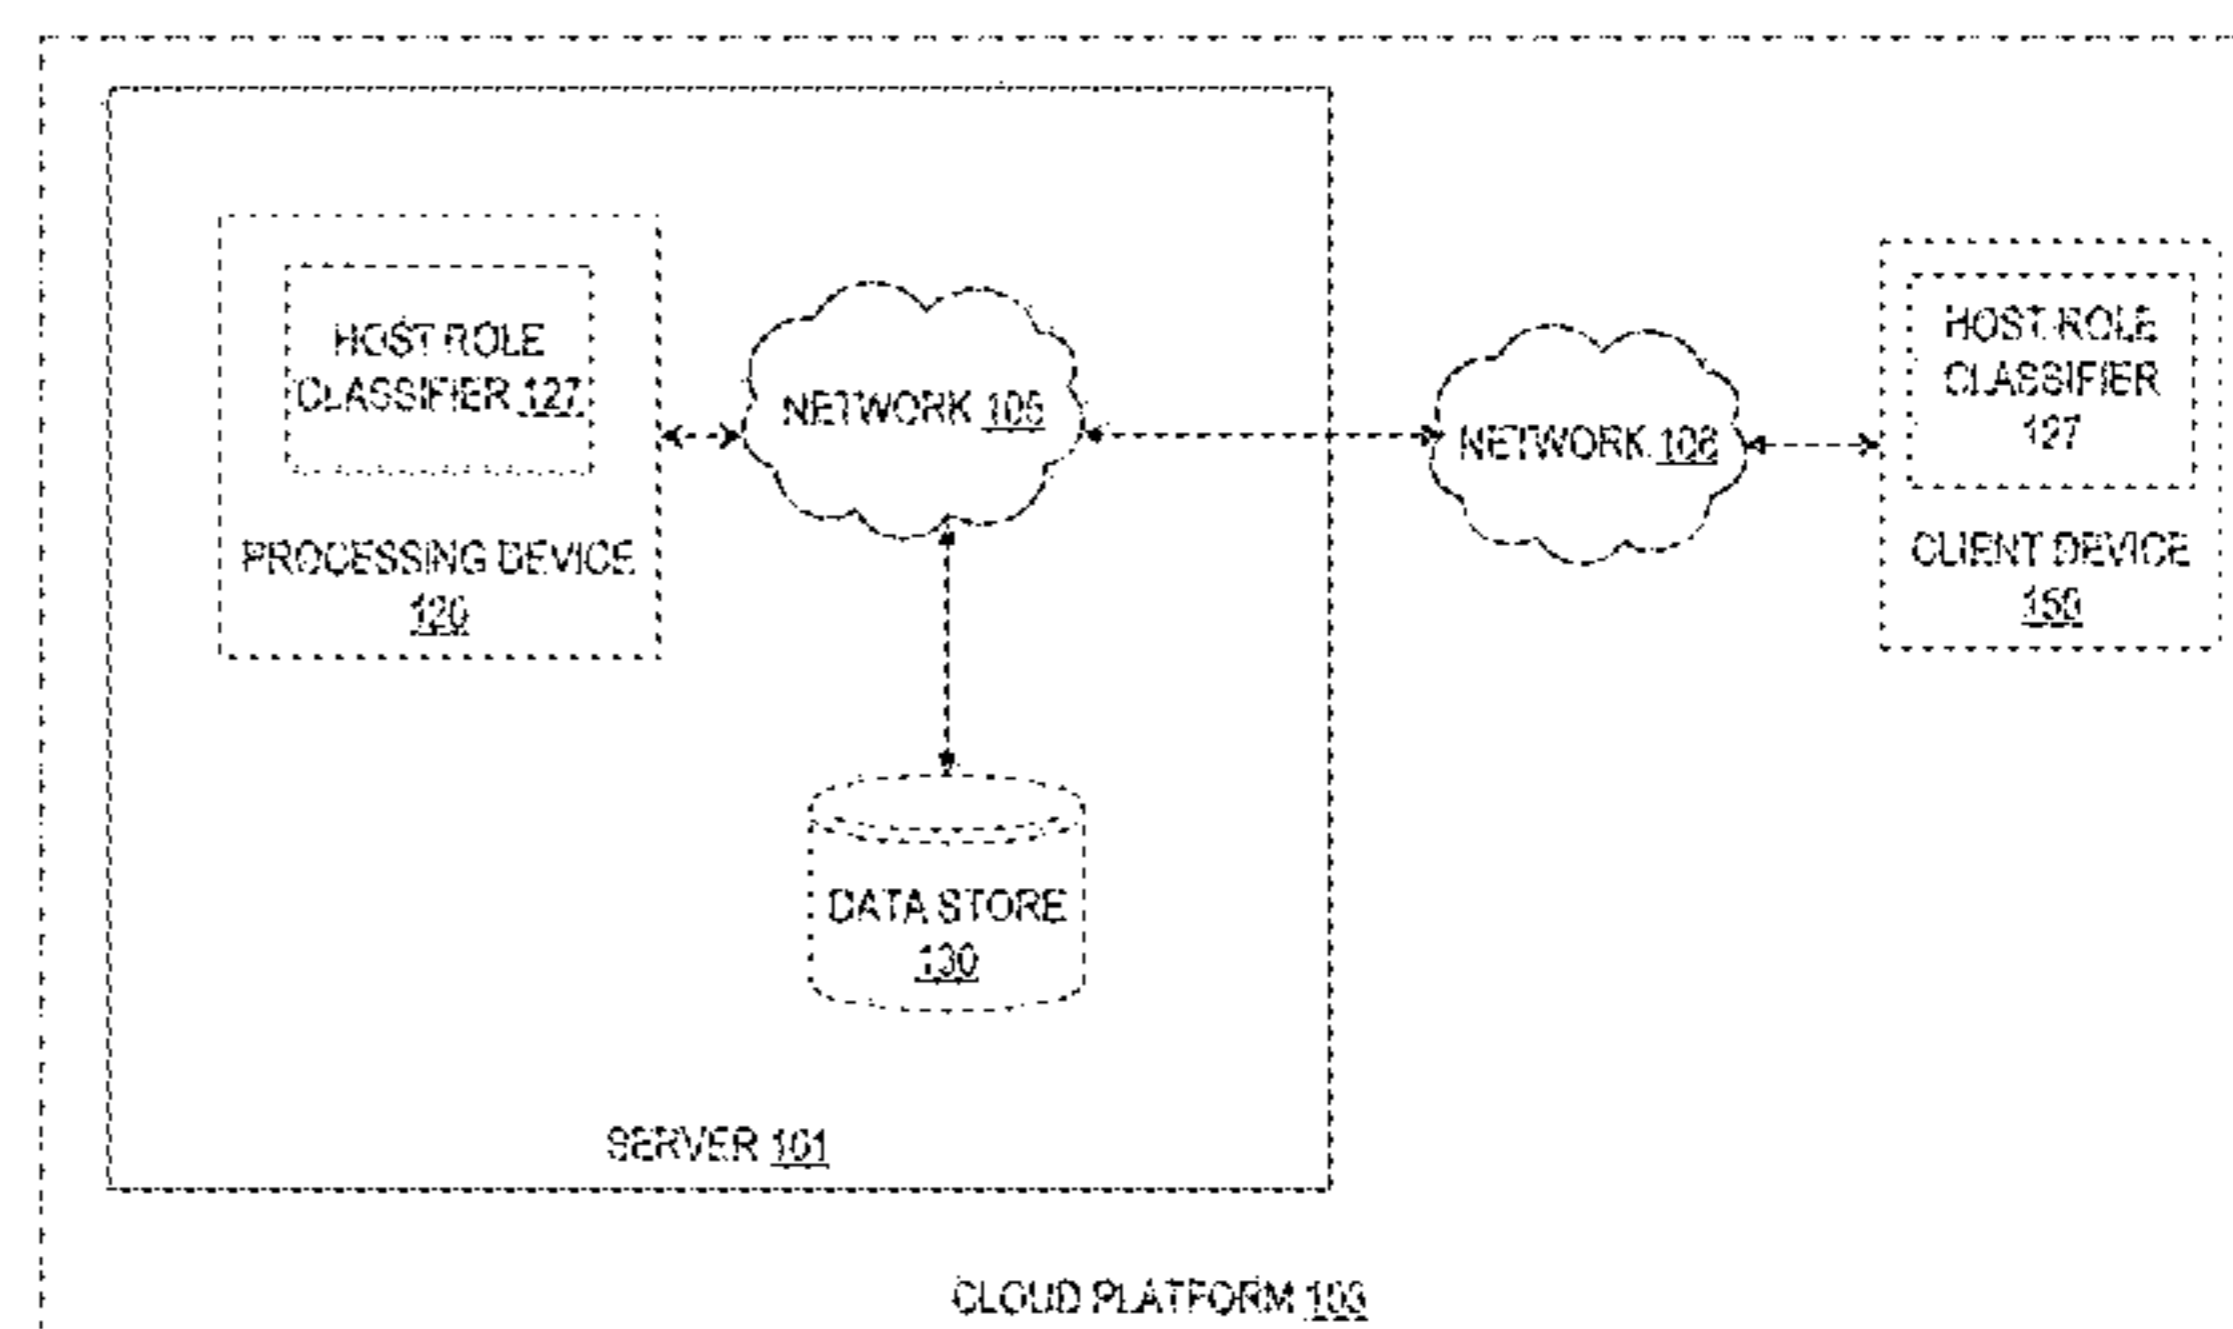 HOST ROLE
CLASSIFIER 127
PROCESSING DEVICE
120
NETWORK 105
DATA STORE
130
SERVER 101
NETWORK 106
HOST ROLE
CLASSIFIER
127
CLIENT DEVICE
150
CLOUD PLATFORM 103